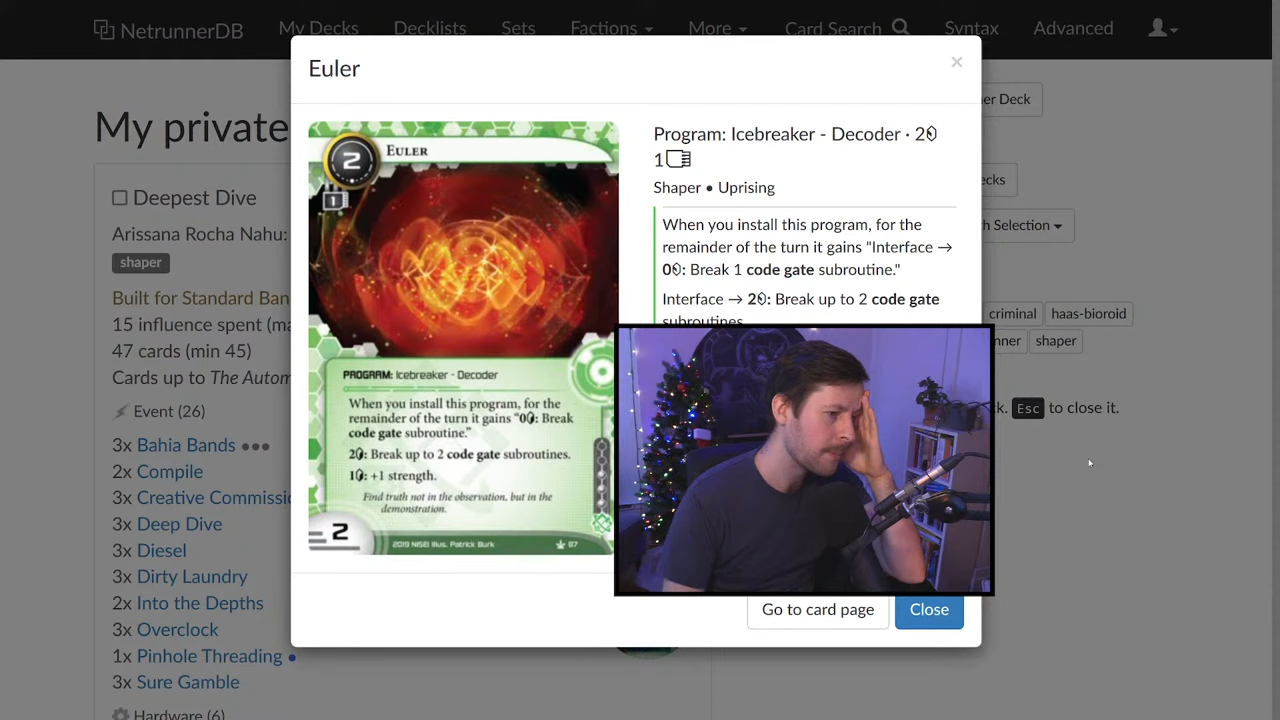 NetrunnerDB My Decks Decklists Sets Factions More Card Search Syntax Advanced
Euler
×
My private
☐ Deepest Dive
Arissana Rocha Nahu:
shaper
Built for Standard Ban
15 influence spent (ma
47 cards (min 45)
Cards up to The Autom
Event (26)
3x Bahia Bands ●●●
2x Compile
3x Creative Commissio
3x Deep Dive
3x Diesel
3x Dirty Laundry
2x Into the Depths
3x Overclock
1x Pinhole Threading ●
3x Sure Gamble
Hardware (6)
2
EULER
1
PROGRAM: Icebreaker - Decoder
When you install this program, for the
remainder of the turn it gains “0: Break
code gate subroutine.”
2: Break up to 2 code gate subroutines.
1: +1 strength.
Find truth not in the observation, but in the
demonstration.
2
2019 NISEI Illus. Patrick Burk
87
Program: Icebreaker - Decoder · 2
1
Shaper • Uprising
When you install this program, for the
remainder of the turn it gains "Interface →
0: Break 1 code gate subroutine."
Interface → 2: Break up to 2 code gate
subroutines
Go to card page
Close
ner Deck
cks
h Selection
criminal
haas-bioroid
nner
shaper
k. Esc to close it.